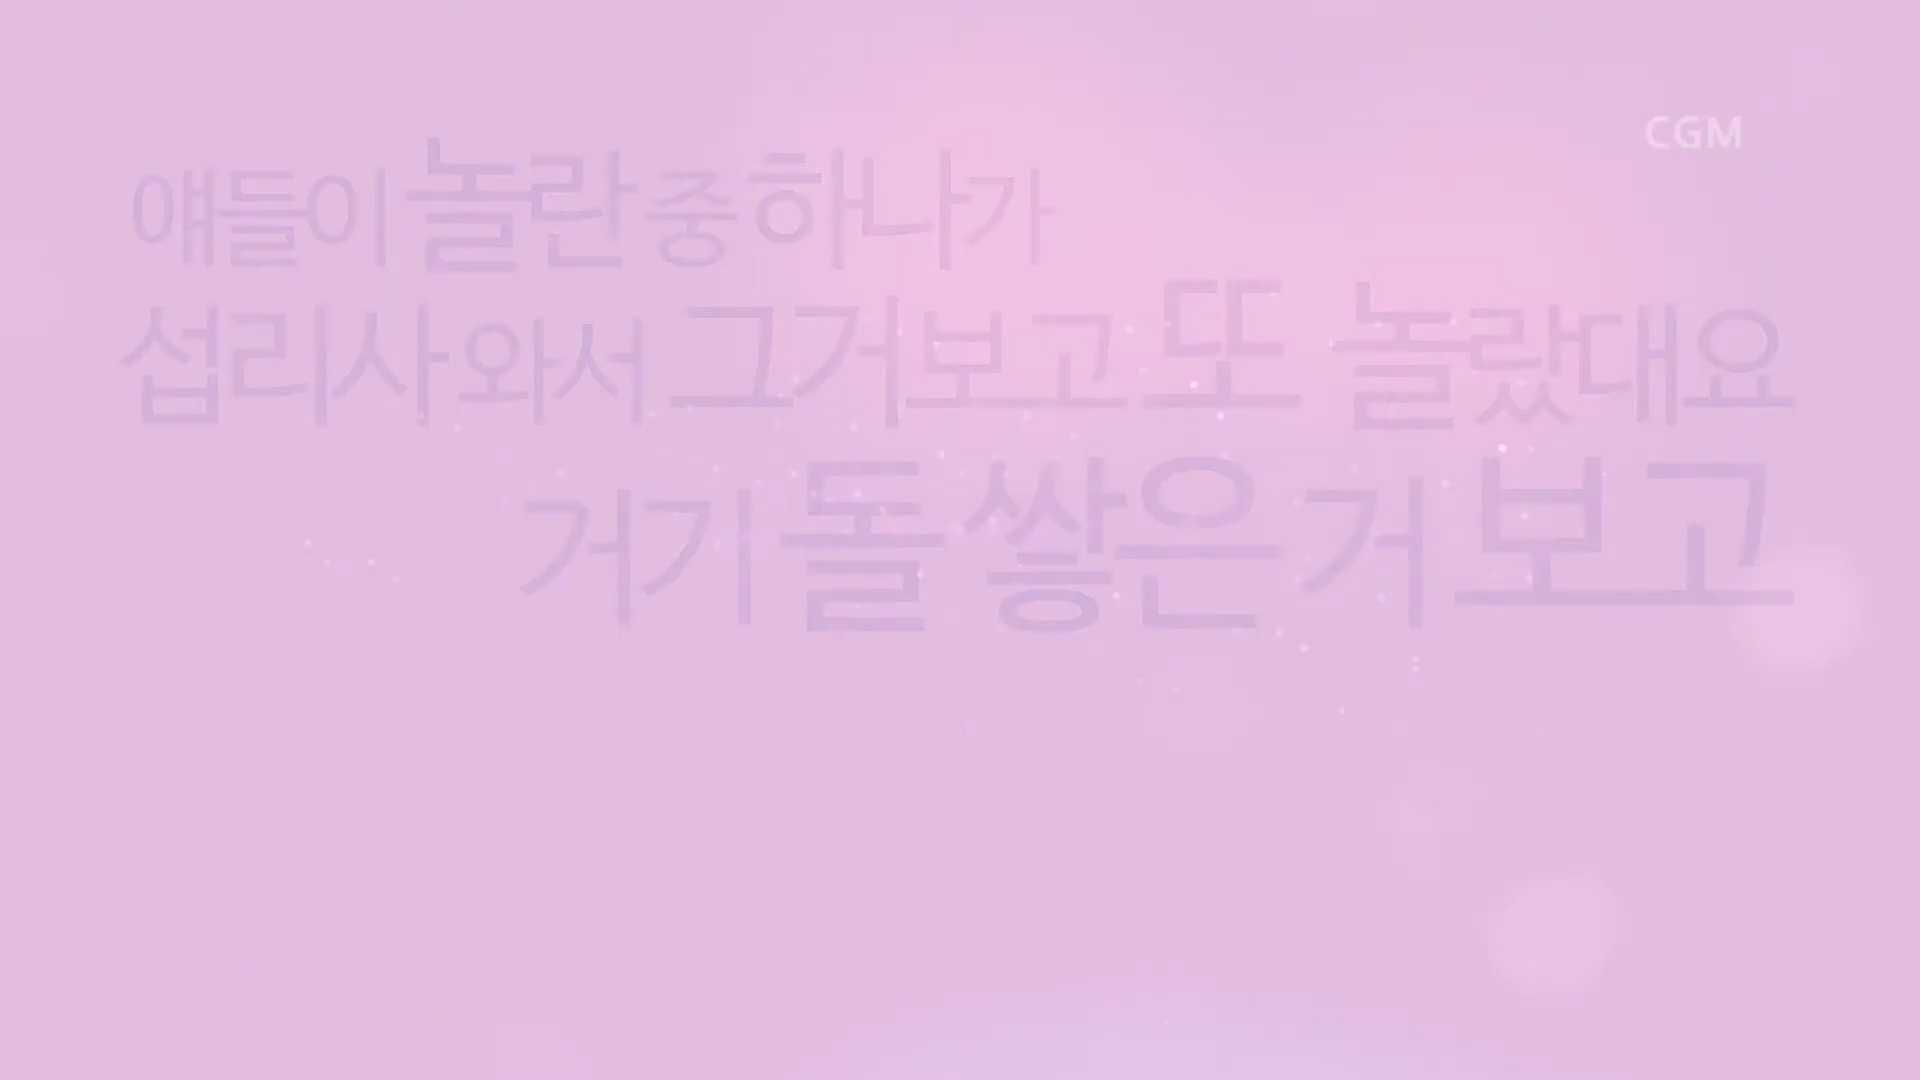 CGM
얘들이 놀란 중 하나가
섭리사 와서 그거보고 또 놀랐대요
거기 돌 쌓은 거 보고